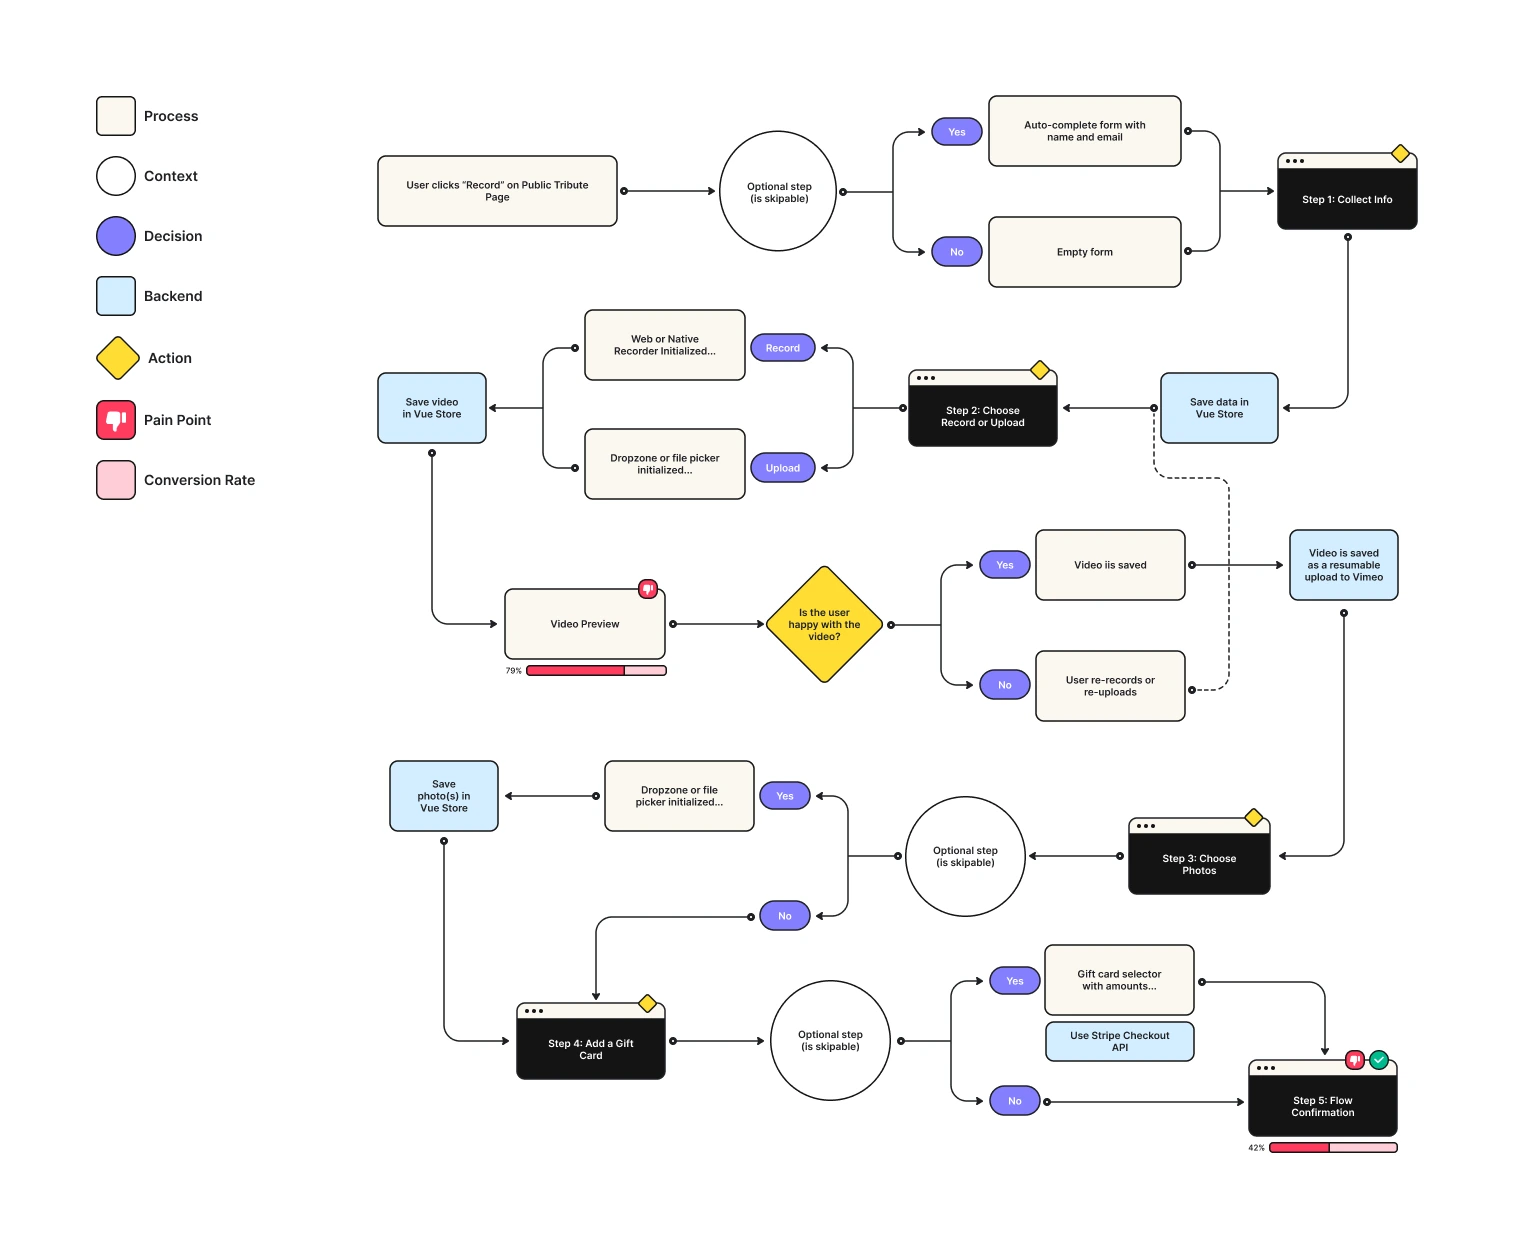 Process
Context
Decision
Backend
Action
Pain Point
Conversion Rate
User clicks “Record” on Public Tribute
Page
Optional step
(is skipable)
Yes
Auto-complete form with
name and email
No
Empty form
Step 1: Collect Info
Save data in
Vue Store
Step 2: Choose
Record or Upload
Record
Web or Native
Recorder Initialized...
Upload
Dropzone or file picker
initialized...
Save video
in Vue Store
Video Preview
79%
Is the user
happy with the
video?
Yes
Video iis saved
Video is saved
as a resumable
upload to Vimeo
No
User re-records or
re-uploads
Step 3: Choose
Photos
Optional step
(is skipable)
Yes
Dropzone or file
picker initialized...
Save
photo(s) in
Vue Store
No
Step 4: Add a Gift
Card
Optional step
(is skipable)
Yes
Gift card selector
with amounts...
Use Stripe Checkout
API
No
Step 5: Flow
Confirmation
42%